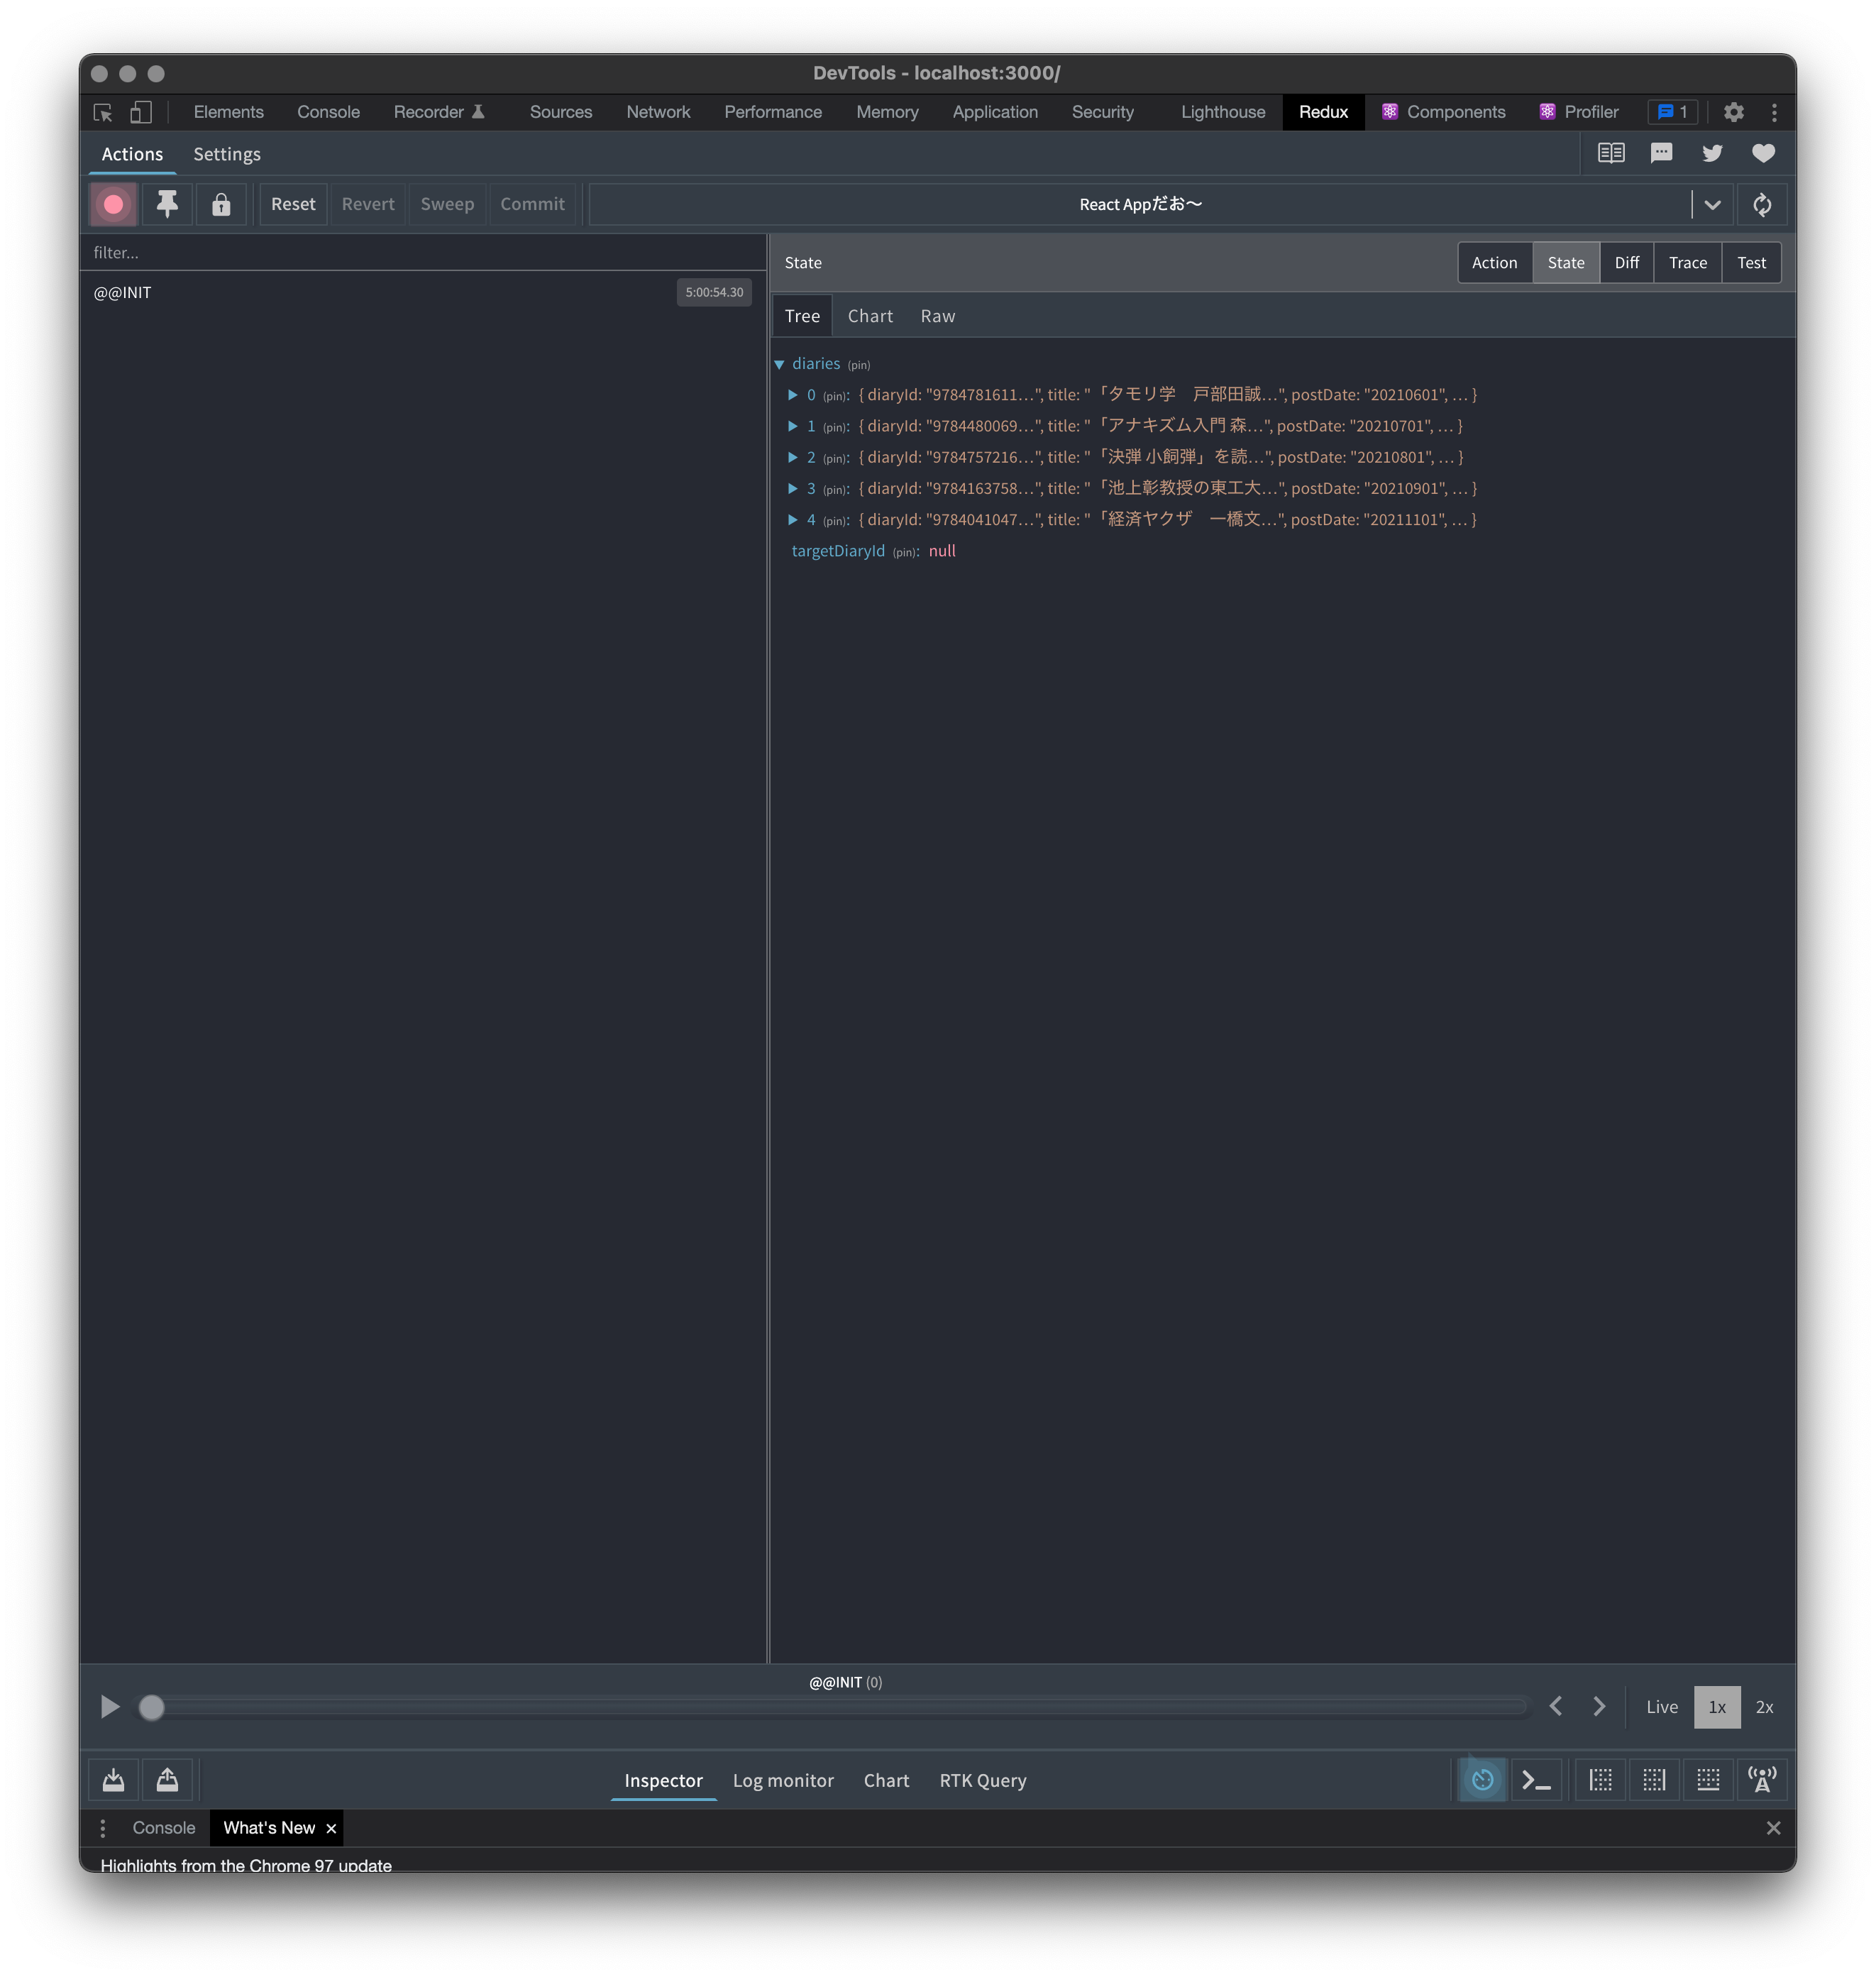 DevTools - localhost:3000/
Elements Console Recorder Sources Network Performance Memory Application Security Lighthouse Redux Components Profiler 1
Actions Settings
Reset Revert Sweep Commit React Appだお〜
filter...
@@INIT 5:00:54.30
State Action State Diff Trace Test
Tree Chart Raw
diaries (pin)
0 (pin): { diaryId: "9784781611…", title: "「タモリ学　戸部田誠…", postDate: "20210601", … }
1 (pin): { diaryId: "9784480069…", title: "「アナキズム入門 森…", postDate: "20210701", … }
2 (pin): { diaryId: "9784757216…", title: "「決弾 小飼弾」を読…", postDate: "20210801", … }
3 (pin): { diaryId: "9784163758…", title: "「池上彰教授の東工大…", postDate: "20210901", … }
4 (pin): { diaryId: "9784041047…", title: "「経済ヤクザ　一橋文…", postDate: "20211101", … }
targetDiaryId (pin): null
@@INIT (0)
Live 1x 2x
Inspector Log monitor Chart RTK Query
Console What's New
Highlights from the Chrome 97 update